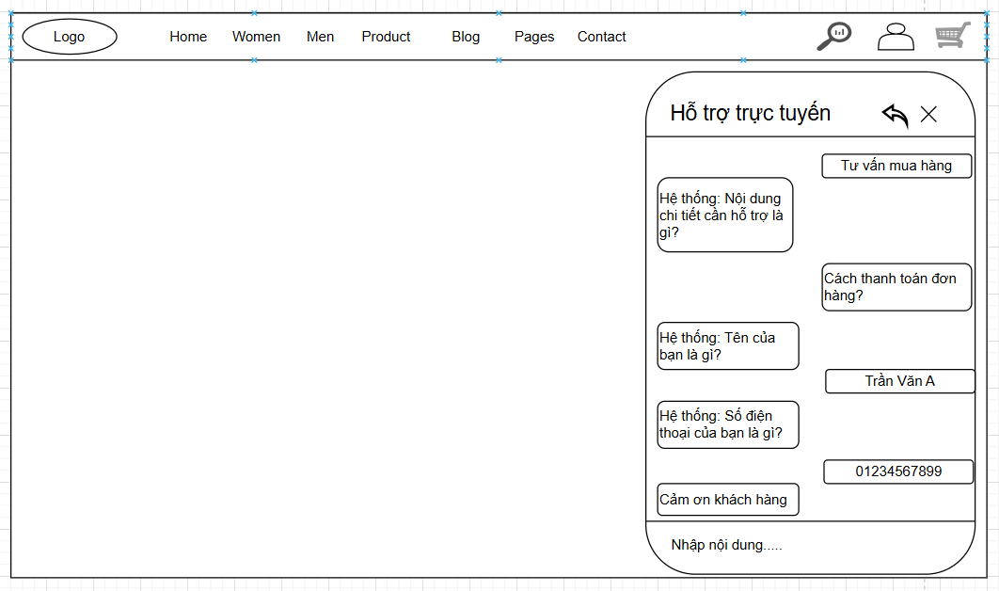 Logo
Home
Women
Men
Product
Blog
Pages
Contact
Hỗ trợ trực tuyến
Tư vấn mua hàng
Hệ thống: Nội dung
chi tiết cần hỗ trợ là
gì?
Cách thanh toán đơn
hàng?
Hệ thống: Tên của
bạn là gì?
Trần Văn A
Hệ thống: Số điện
thoại của bạn là gì?
01234567899
Cảm ơn khách hàng
Nhập nội dung.....